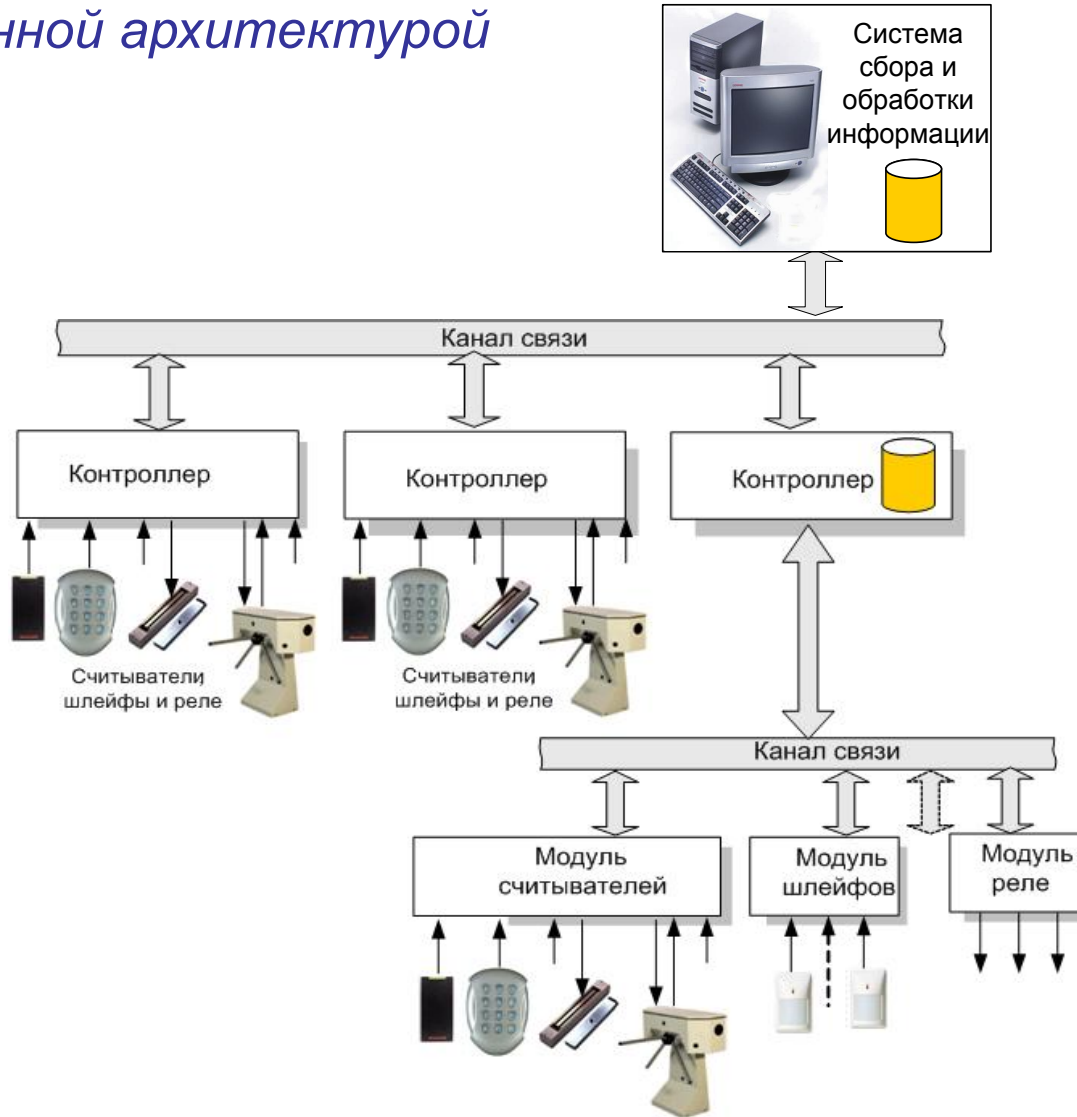 нной архитектурой
Система
сбора и
обработки
информации
Канал связи
Контроллер
Контроллер
Контроллер
Считыватели
шлейфы и реле
Считыватели
шлейфы и реле
Канал связи
Модуль
считывателей
Модуль
шлейфов
Модуль
реле